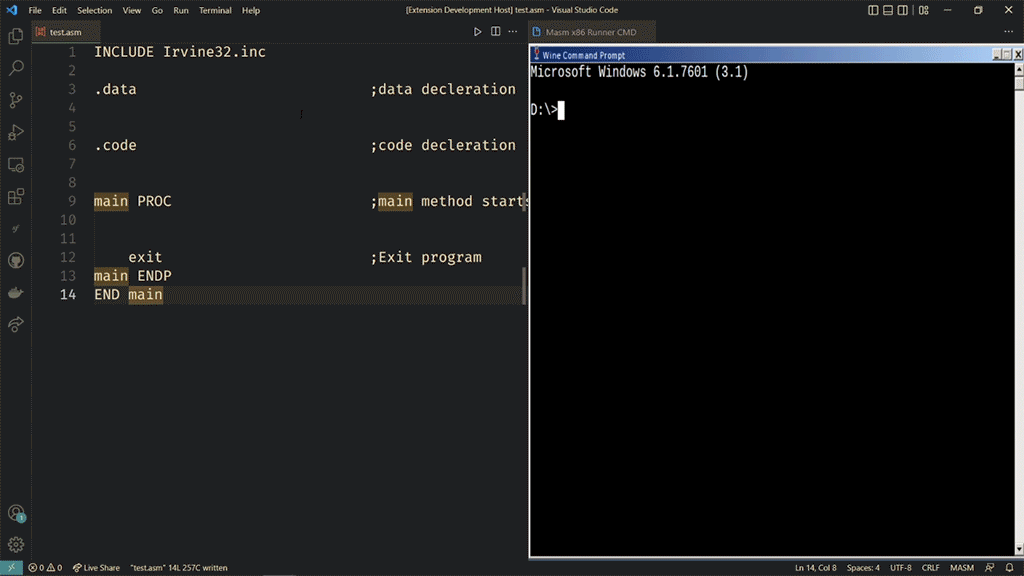 File Edit Selection View Go Run Terminal Help
[Extension Development Host] test.asm - Visual Studio Code
test.asm
Masm x86 Runner CMD
1 INCLUDE Irvine32.inc
2
3 .data ;data decleration
4
5
6 .code ;code decleration
7
8
9 main PROC ;main method starts
10
11
12 exit ;Exit program
13 main ENDP
14 END main
Wine Command Prompt
Microsoft Windows 6.1.7601 (3.1)
D:\>
1
0 0 Live Share "test.asm" 14L 257C written
Ln 14, Col 8 Spaces: 4 UTF-8 CRLF MASM